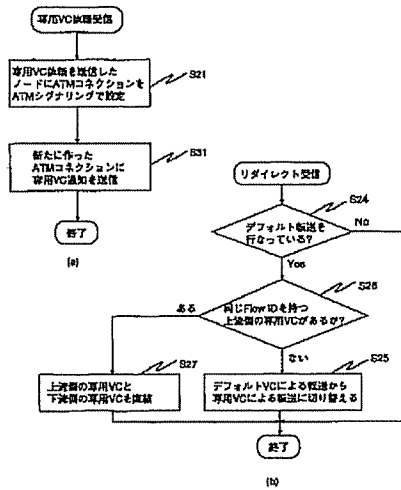 専用VC依頼受信
専用VC依頼を送信した
ノードにATMコネクションを
ATMシグナリングで設定
S21
新たに作った
ATMコネクションに
専用VC通知を送信
S31
終了
(a)
リダイレクト受信
デフォルト転送を
行なっている?
S24
No
Yes
同じFlow IDを持つ
上流側の専用VCがあるか?
S26
ある
ない
上流側の専用VCと
下流側の専用VCを直結
S27
デフォルトVCによる転送から
専用VCによる転送に切り替える
S25
終了
(b)